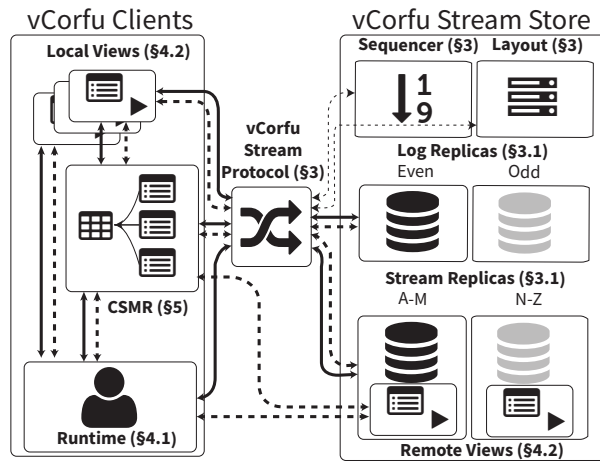 vCorfu Clients
Local Views (§4.2)
CSMR (§5)
Runtime (§4.1)
vCorfu
Stream
Protocol (§3)
vCorfu Stream Store
Sequencer (§3) Layout (§3)
1
9
Log Replicas (§3.1)
Even Odd
Stream Replicas (§3.1)
A-M N-Z
Remote Views (§4.2)